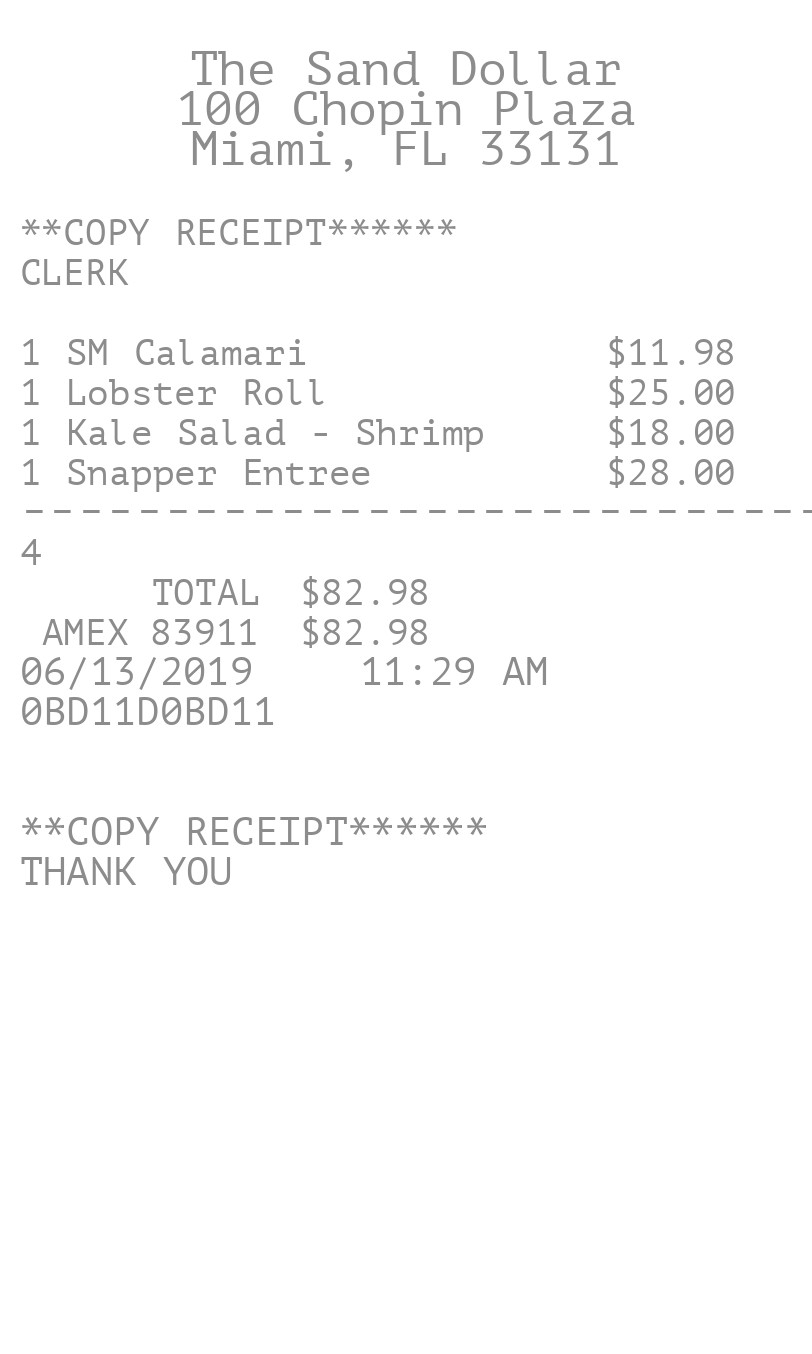 The Sand Dollar
100 Chopin Plaza
Miami, FL 33131
**COPY RECEIPT******
CLERK
1 SM Calamari $11.98
1 Lobster Roll $25.00
1 Kale Salad - Shrimp $18.00
1 Snapper Entree $28.00
----------------------------
4
TOTAL $82.98
AMEX 83911 $82.98
06/13/2019 11:29 AM
0BD11D0BD11
**COPY RECEIPT******
THANK YOU